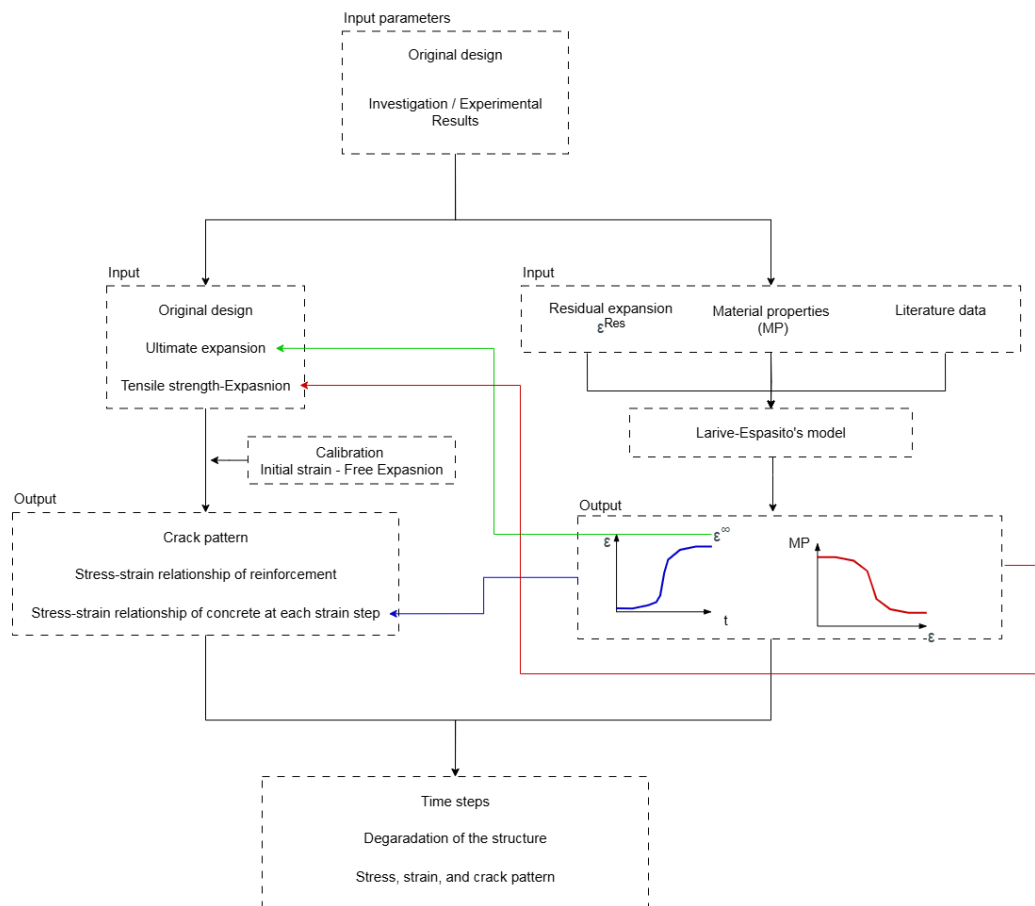 Input parameters
Original design
Investigation / Experimental
Results
Input
Original design
Ultimate expansion
Tensile strength-Expasnion
Input
Residual expansion
ε^Res
Material properties
(MP)
Literature data
Larive-Espasito's model
Calibration
Initial strain - Free Expasnion
Output
Crack pattern
Stress-strain relationship of reinforcement
Stress-strain relationship of concrete at each strain step
Output
ε
ε^∞
t
MP
ε
Time steps
Degaradation of the structure
Stress, strain, and crack pattern